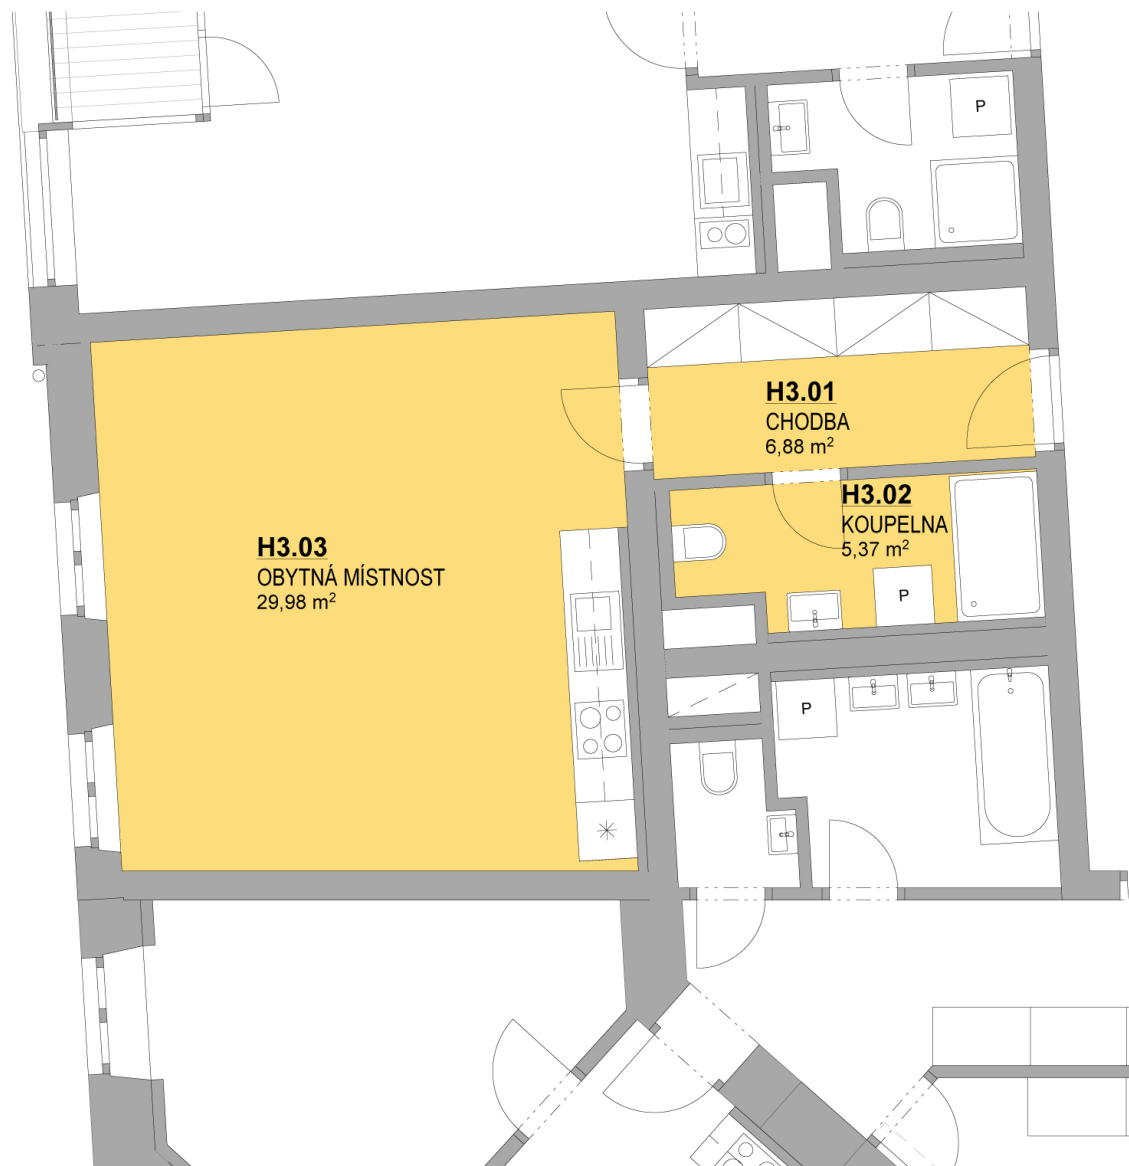 P
H3.01
CHODBA
6,88 m²
H3.02
KOUPELNA
5,37 m²
H3.03
OBYTNÁ MÍSTNOST
29,98 m²
P
P